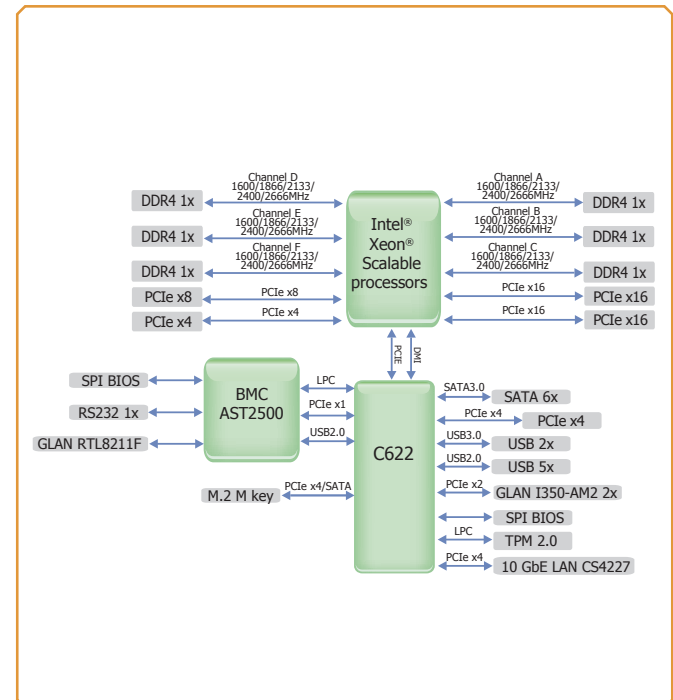 Channel D
1600/1866/2133/
2400/2666MHz
DDR4 1x
Channel E
1600/1866/2133/
2400/2666MHz
DDR4 1x
Channel F
1600/1866/2133/
2400/2666MHz
DDR4 1x
PCIe x8
PCIe x8
PCIe x4
PCIe x4
Intel®
Xeon®
Scalable
processors
Channel A
1600/1866/2133/
2400/2666MHz
DDR4 1x
Channel B
1600/1866/2133/
2400/2666MHz
DDR4 1x
Channel C
1600/1866/2133/
2400/2666MHz
DDR4 1x
PCIe x16
PCIe x16
PCIe x16
PCIe x16
PCIE
DMI
SPI BIOS
RS232 1x
GLAN RTL8211F
BMC
AST2500
LPC
PCIe x1
USB2.0
M.2 M key
PCIe x4/SATA
C622
SATA3.0
SATA 6x
PCIe x4
PCIe x4
USB3.0
USB 2x
USB2.0
USB 5x
PCIe x2
GLAN I350-AM2 2x
SPI BIOS
LPC
TPM 2.0
PCIe x4
10 GbE LAN CS4227